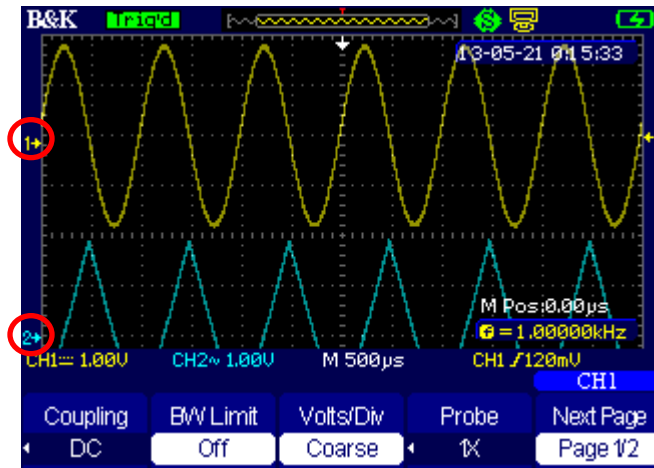 B&K Trig'd
13-05-21 0:15:33
1
M Pos:0.00µs
f = 1.00000kHz
2
CH1 1.00V CH2~ 1.00V M 500µs CH1 120mV
CH1
Coupling BW Limit Volts/Div Probe Next Page
DC Off Coarse 1X Page 1/2